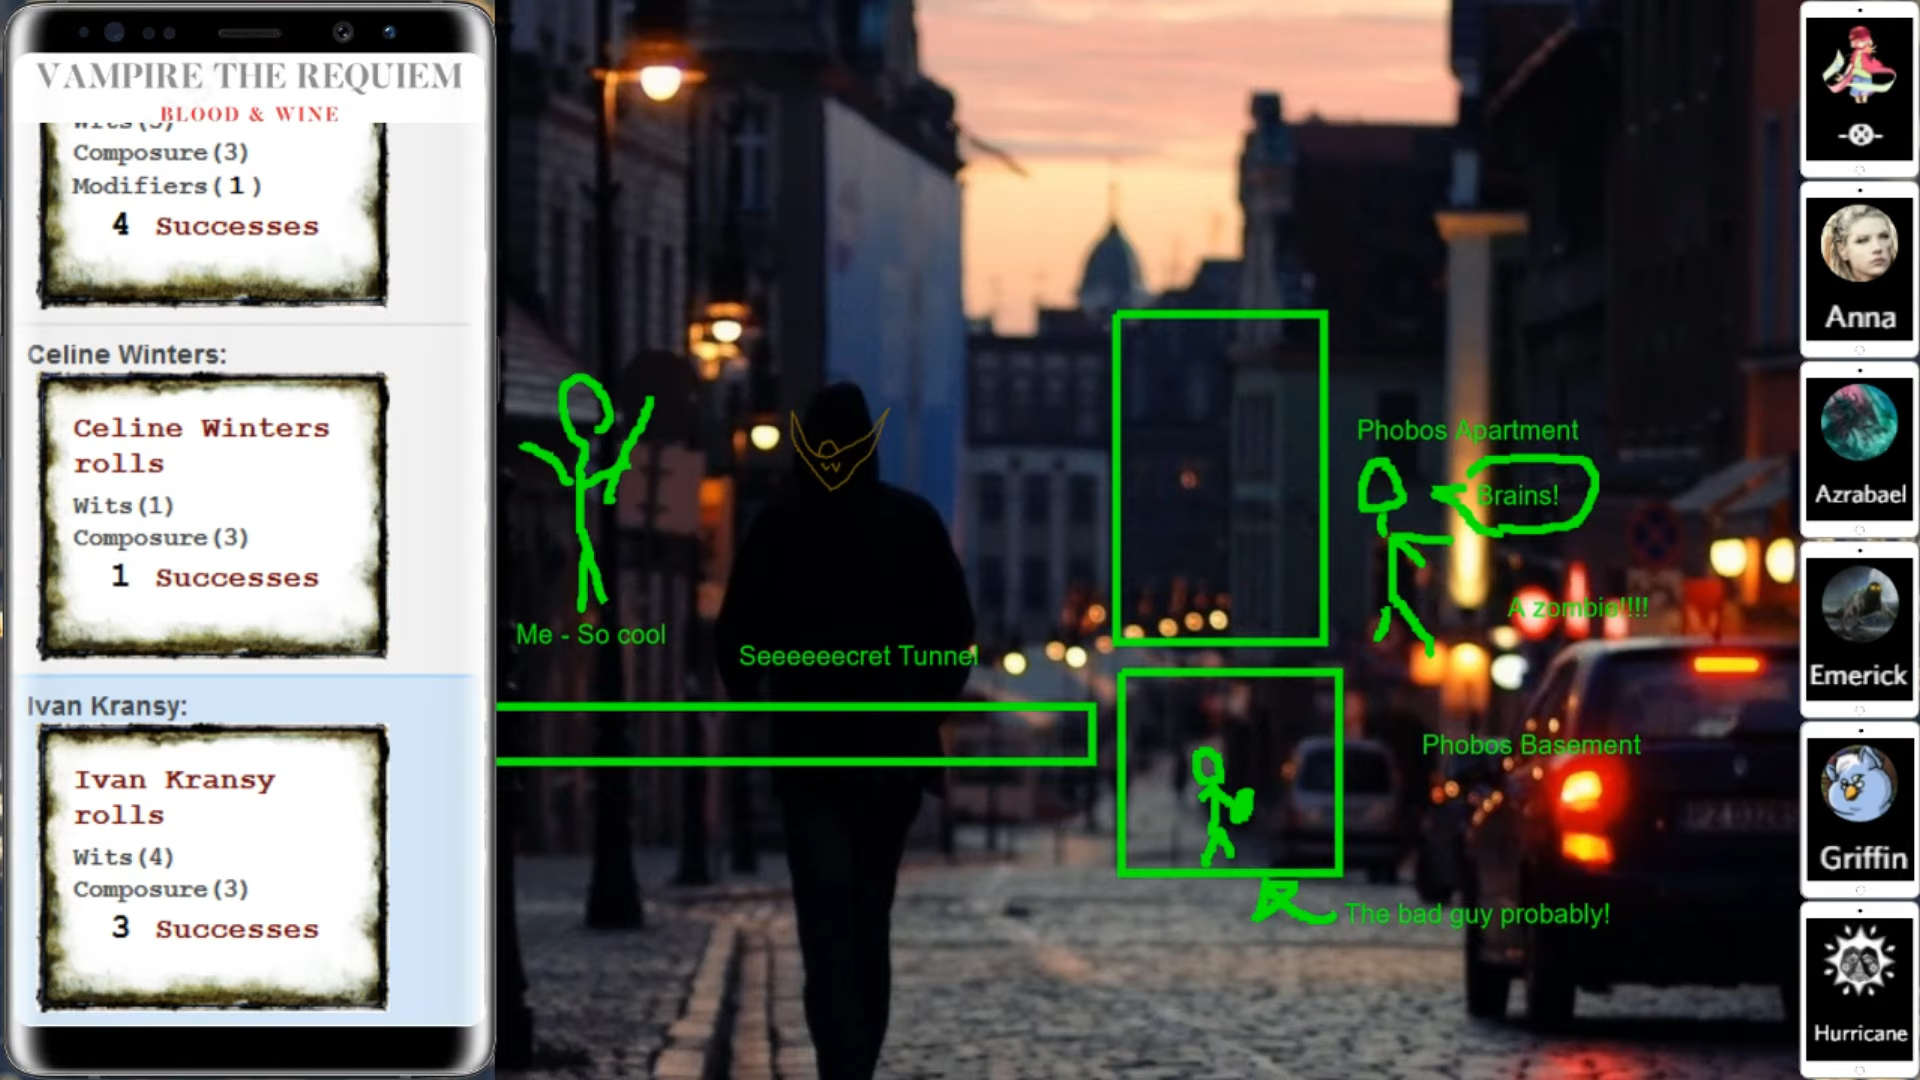 VAMPIRE THE REQUIEM
BLOOD & WINE
Composure(3)
Modifiers(1)
4 Successes
Celine Winters:
Celine Winters
rolls
Wits(1)
Composure(3)
1 Successes
Ivan Kransy:
Ivan Kransy
rolls
Wits(4)
Composure(3)
3 Successes
Me - So cool
Seeeeeecret Tunnel
Phobos Apartment
Brains!
A zombie!!!!
Phobos Basement
The bad guy probably!
Anna
Azrabael
Emerick
Griffin
Hurricane